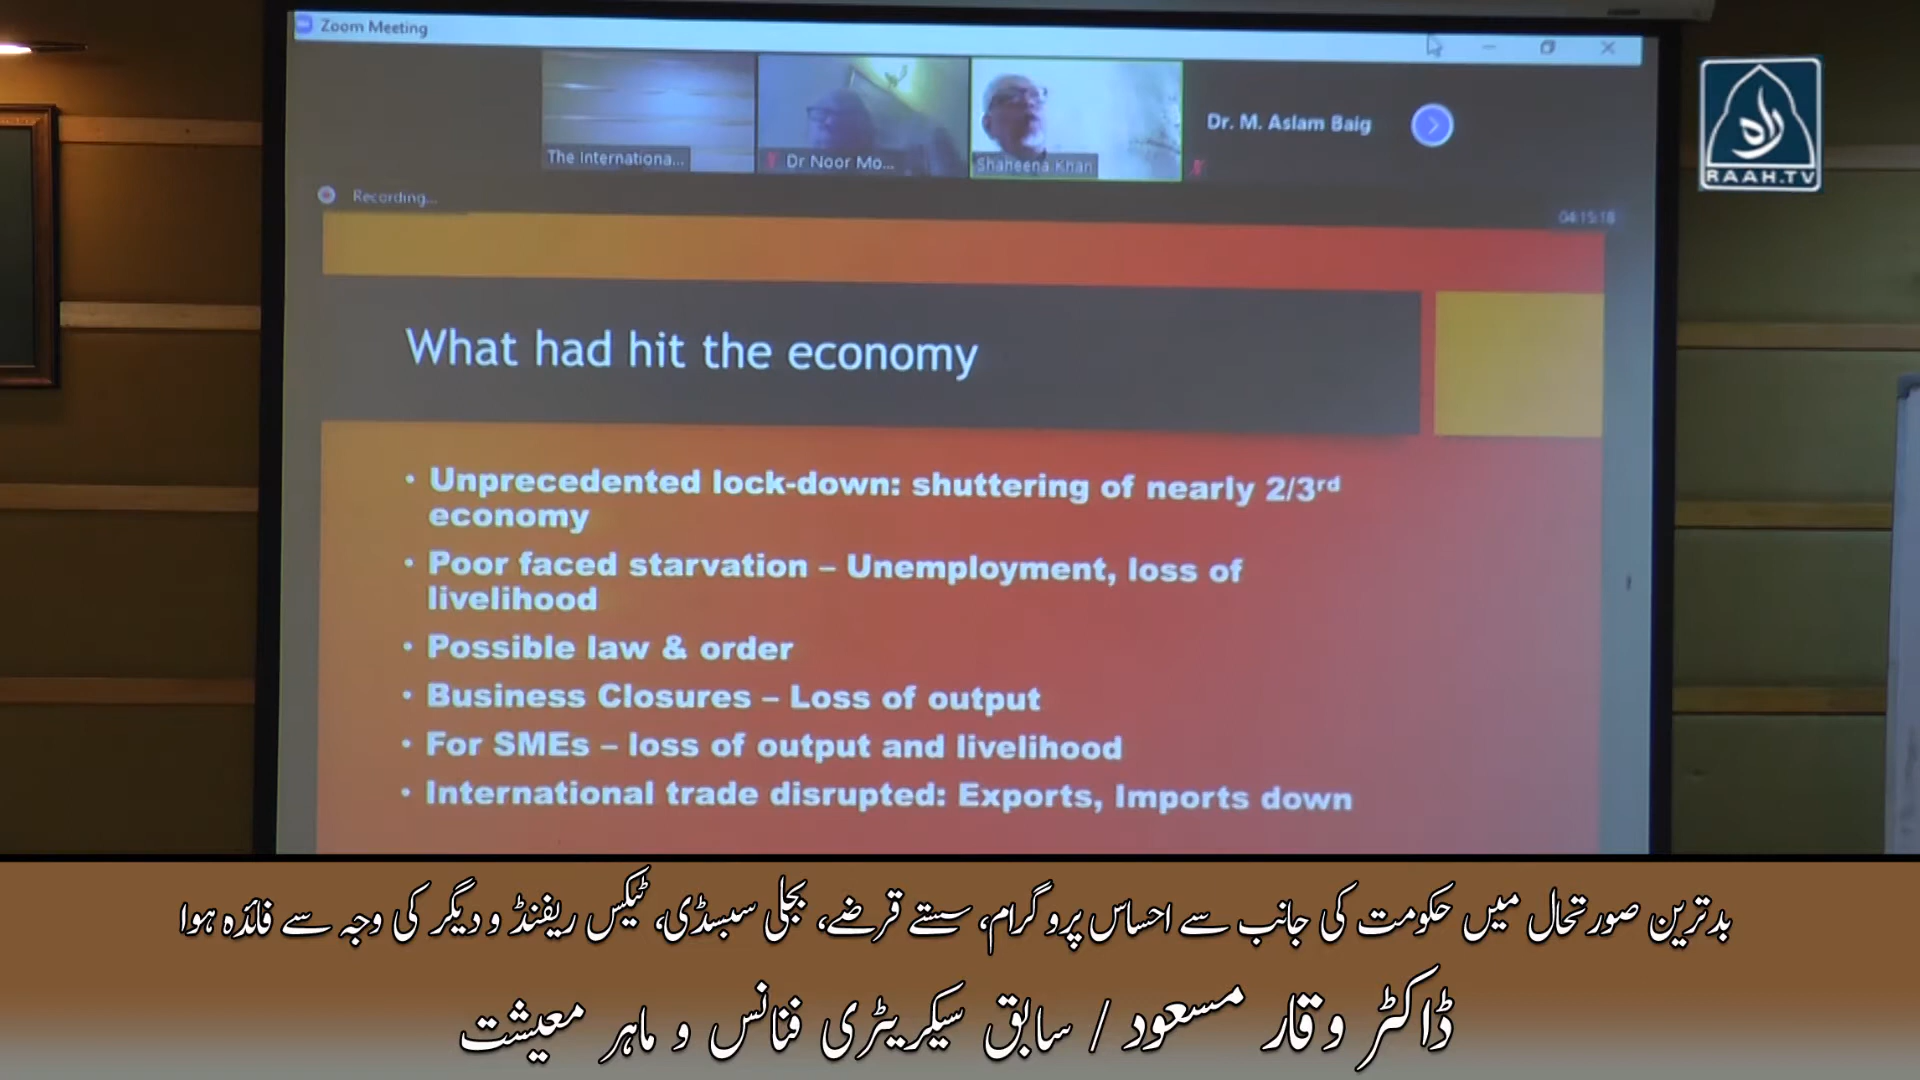 Zoom Meeting
The Internationa...
Dr Noor Mo...
Shaheena Khan
Dr. M. Aslam Baig
راہ
RAAH.TV
Recording...
04:15:18
What had hit the economy
• Unprecedented lock-down: shuttering of nearly 2/3rd
economy
• Poor faced starvation – Unemployment, loss of
livelihood
• Possible law & order
• Business Closures – Loss of output
• For SMEs – loss of output and livelihood
• International trade disrupted: Exports, Imports down
بدترین صورتحال میں حکومت کی جانب سے احساس پروگرام، سستے قرضے، بجلی سبسڈی، ٹیکس ریفنڈ و دیگر کی وجہ سے فائدہ ہوا
ڈاکٹر وقار مسعود / سابق سیکریٹری فنانس و ماہر معیشت